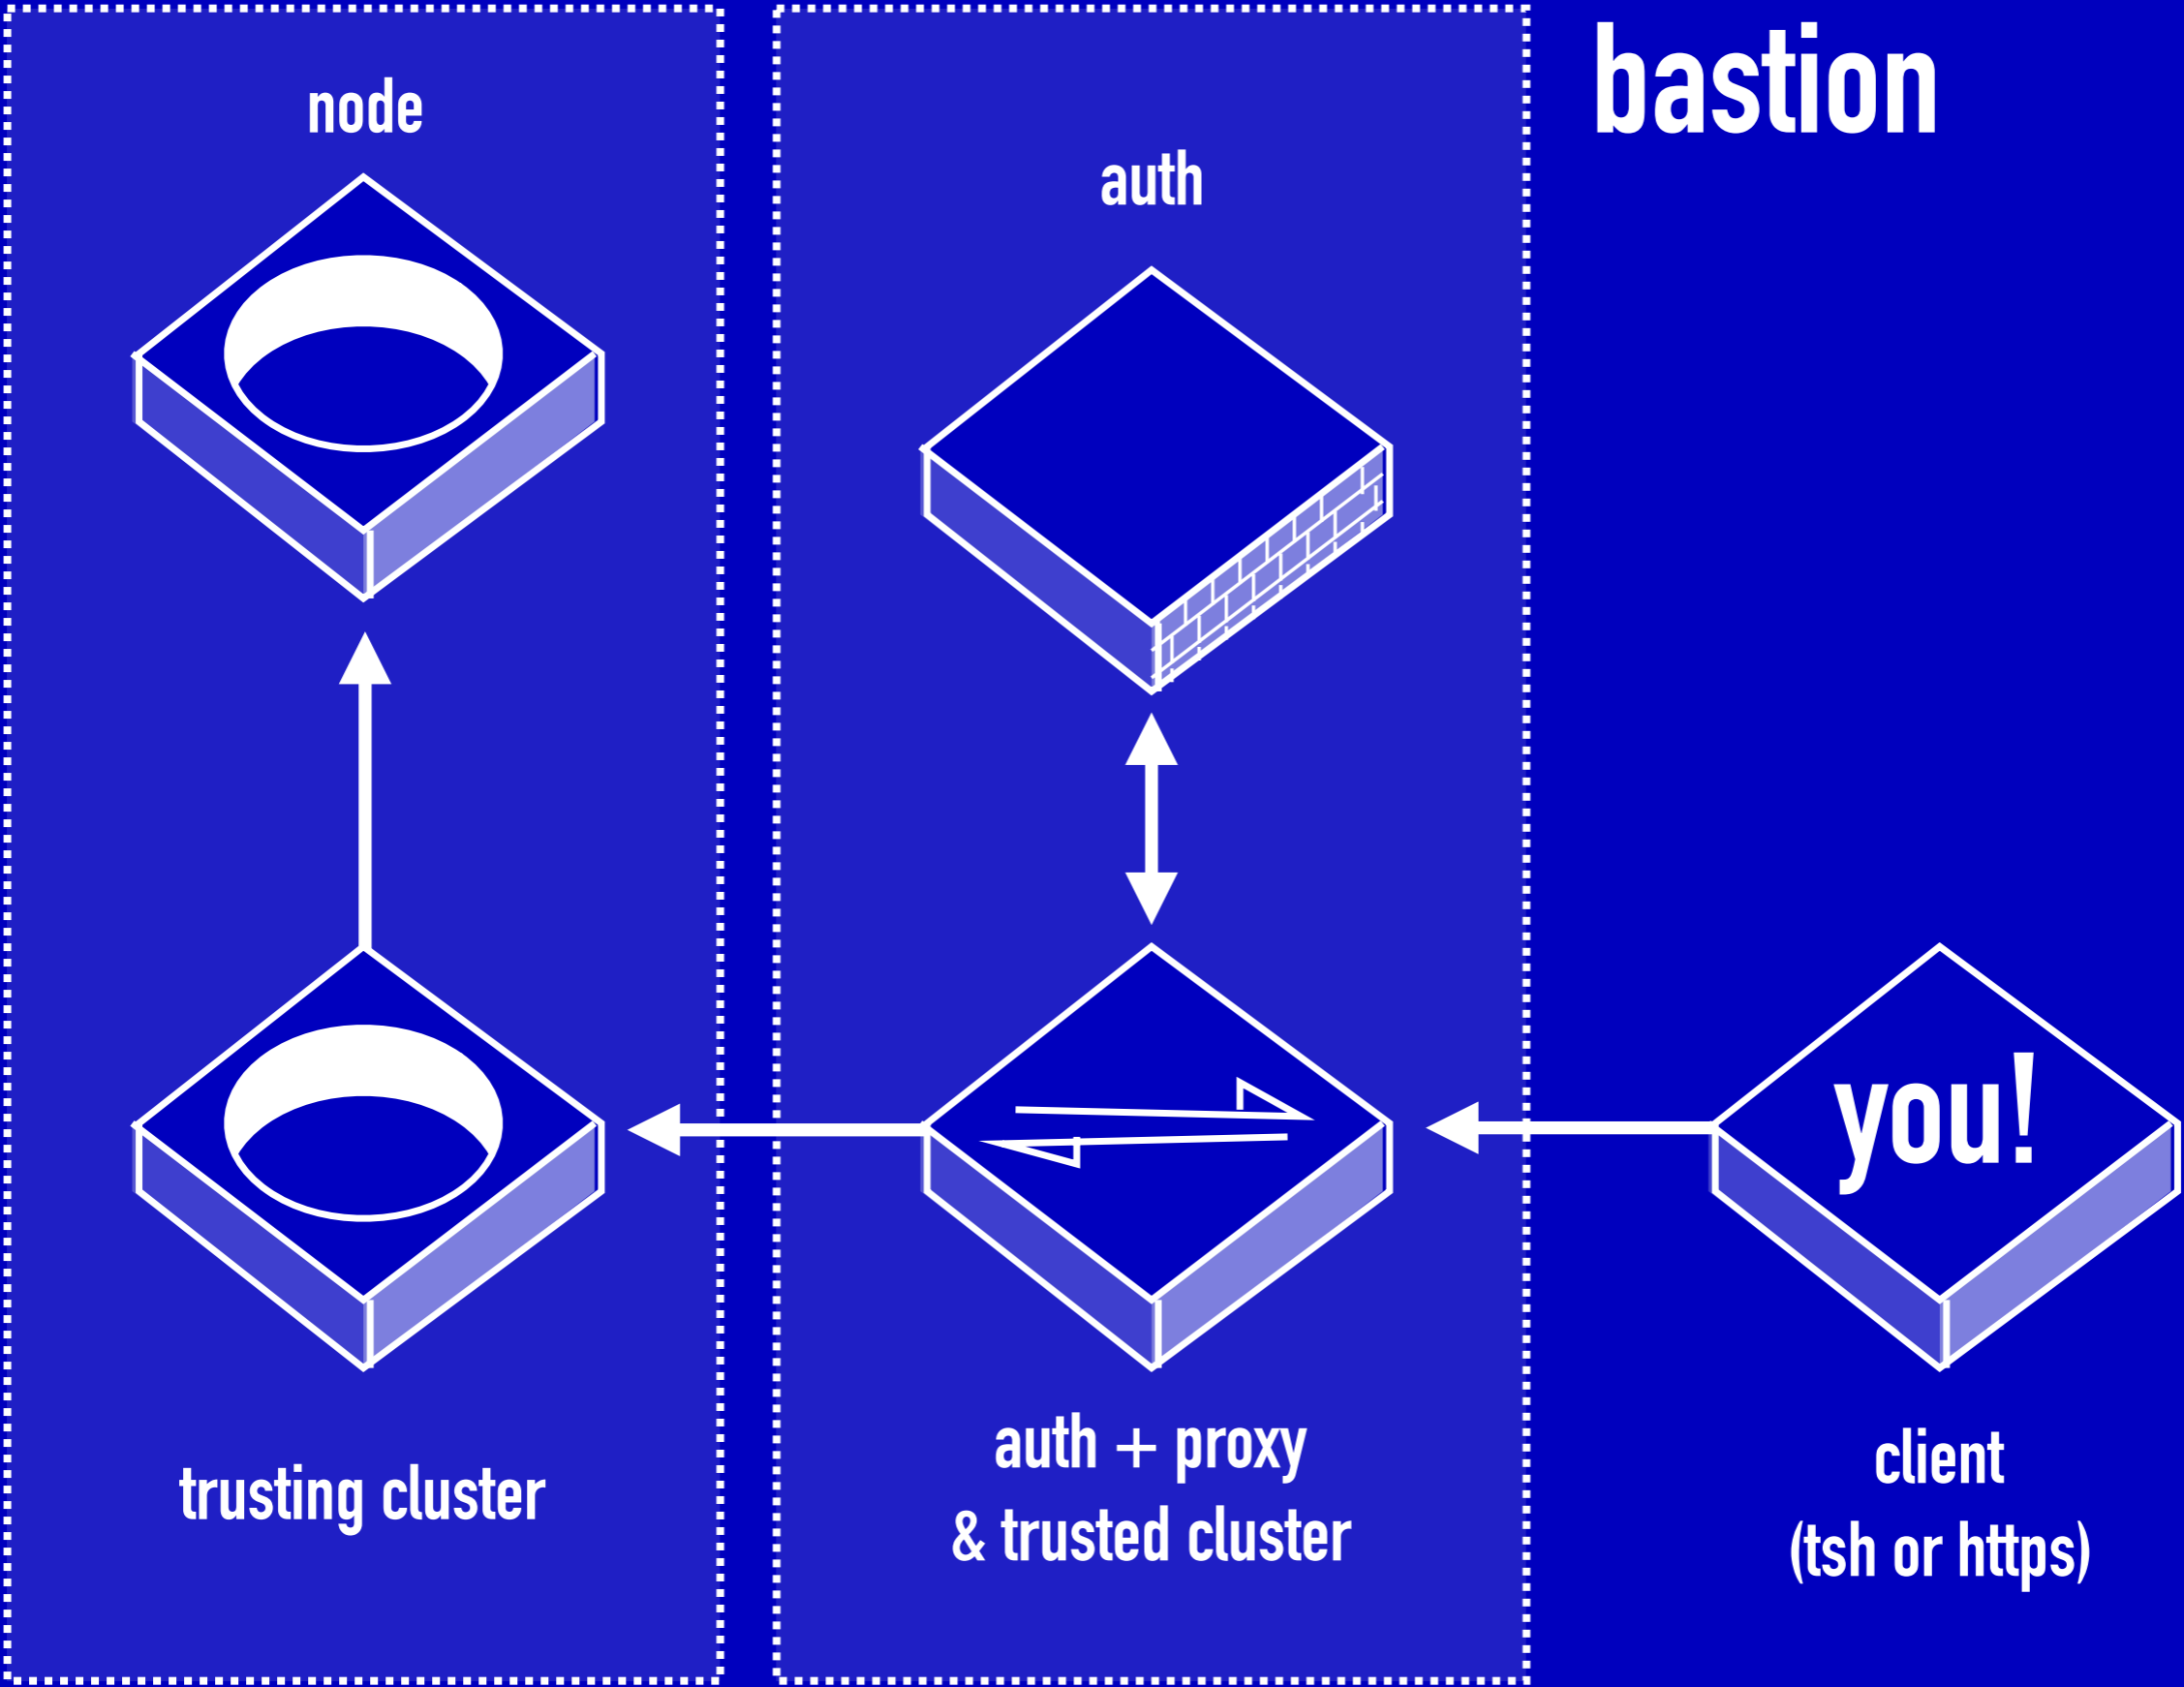 bastion
node
auth
you!
trusting cluster
auth + proxy
& trusted cluster
client
(tsh or https)